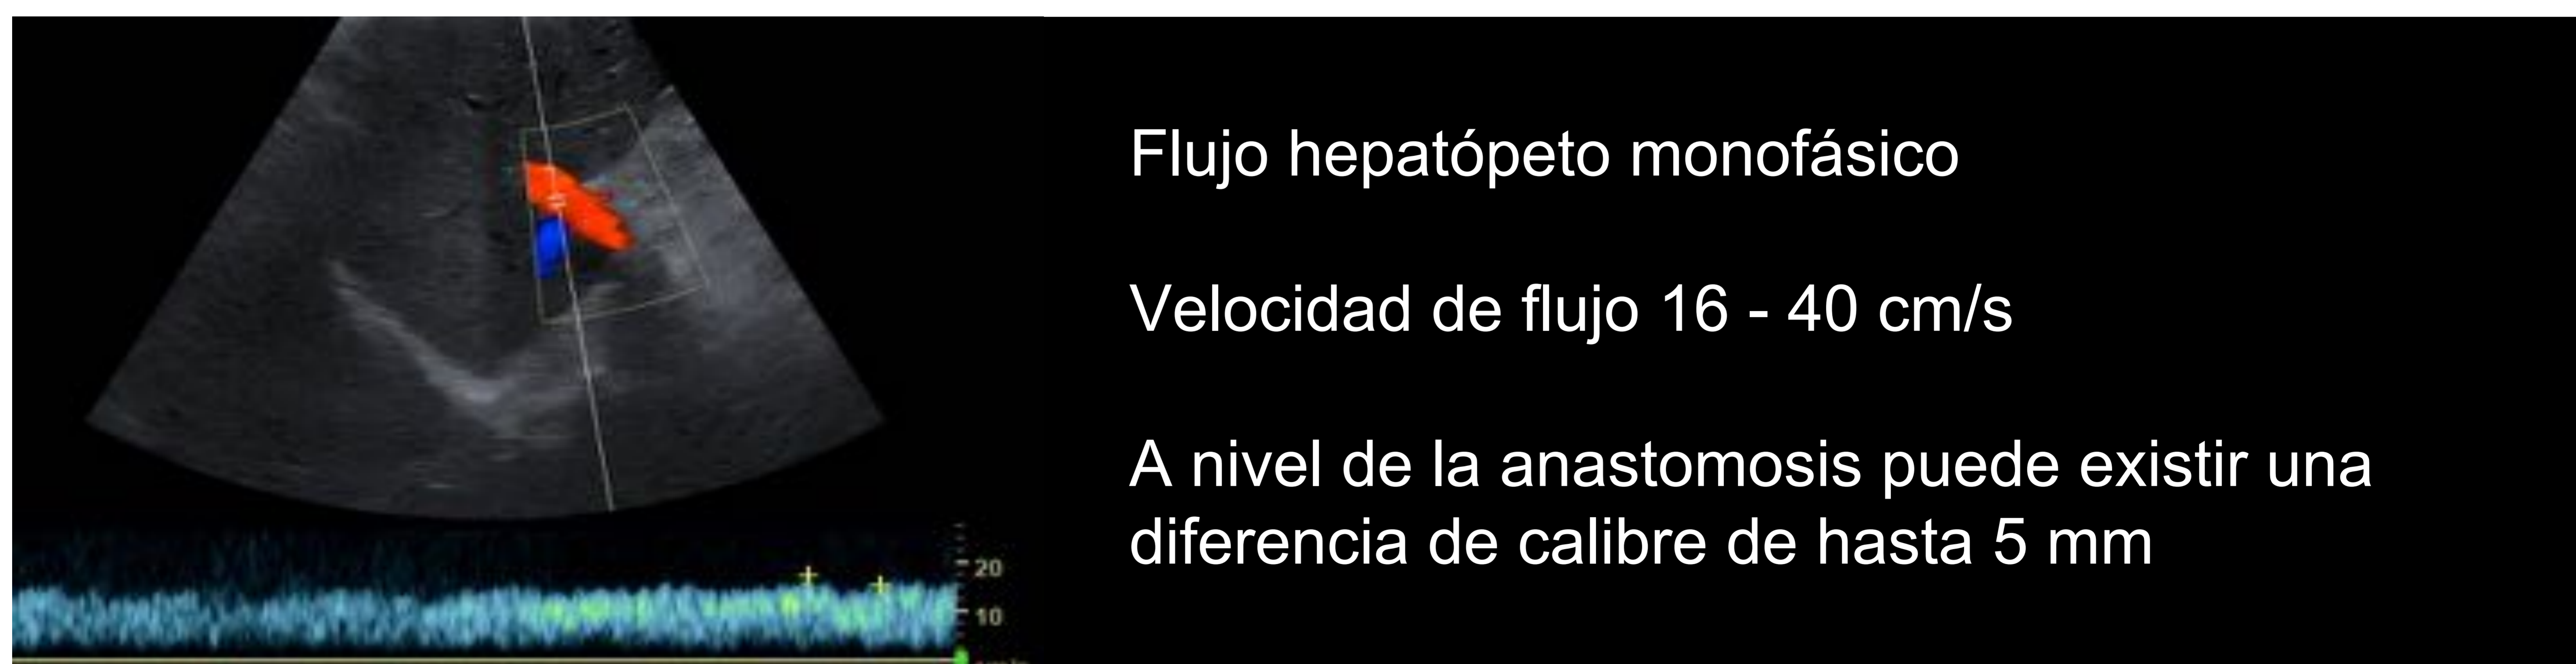 Flujo hepatópeto monofásico
Velocidad de flujo 16 - 40 cm/s
A nivel de la anastomosis puede existir una
diferencia de calibre de hasta 5 mm
20
10